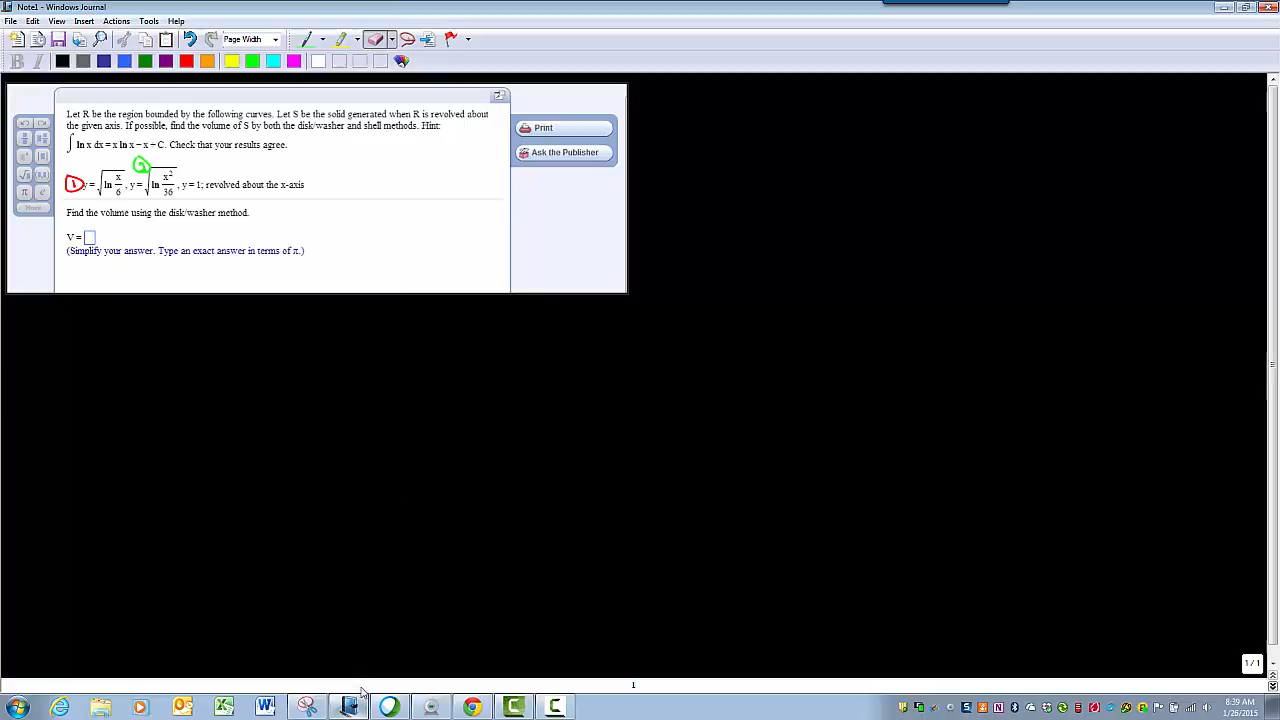 Note1 - Windows Journal
File Edit View Insert Actions Tools Help
Page Width
B I
Let R be the region bounded by the following curves. Let S be the solid generated when R is revolved about
the given axis. If possible, find the volume of S by both the disk/washer and shell methods. Hint:
∫ ln x dx = x ln x − x + C. Check that your results agree.
① y = √(ln x/6), y = ② √(ln x²/36), y = 1; revolved about the x-axis
Find the volume using the disk/washer method.
V =
(Simplify your answer. Type an exact answer in terms of π.)
More
Print
Ask the Publisher
1 / 1
1
8:39 AM
1/26/2015